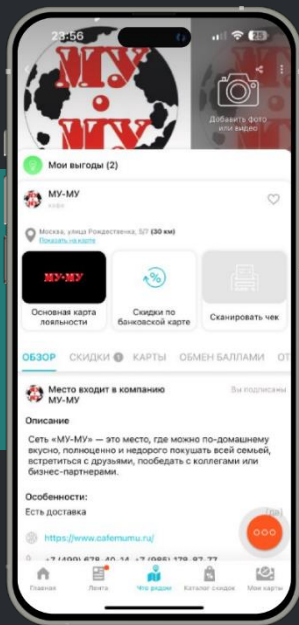 23:56
25
МУ
МУ
Добавить фото
или видео
Мои выгоды (2)
МУ-МУ
Москва, улица Рождественка, 5/7 (30 км)
Показать на карте
МУ-МУ
Основная карта
лояльности
Скидки по
банковской карте
Сканировать чек
ОБЗОР СКИДКИ КАРТЫ ОБМЕН БАЛЛАМИ ОТ
Место входит в компанию
МУ-МУ
Вы подписаны
Описание
Сеть «МУ-МУ» — это место, где можно по-домашнему
вкусно, полноценно и недорого покушать всей семьей,
встретиться с друзьями, пообедать с коллегами или
бизнес-партнерами.
Особенности:
Есть доставка
https://www.cafemumu.ru/
Главная
Лента
Что рядом
Каталог скидок
Мои карты